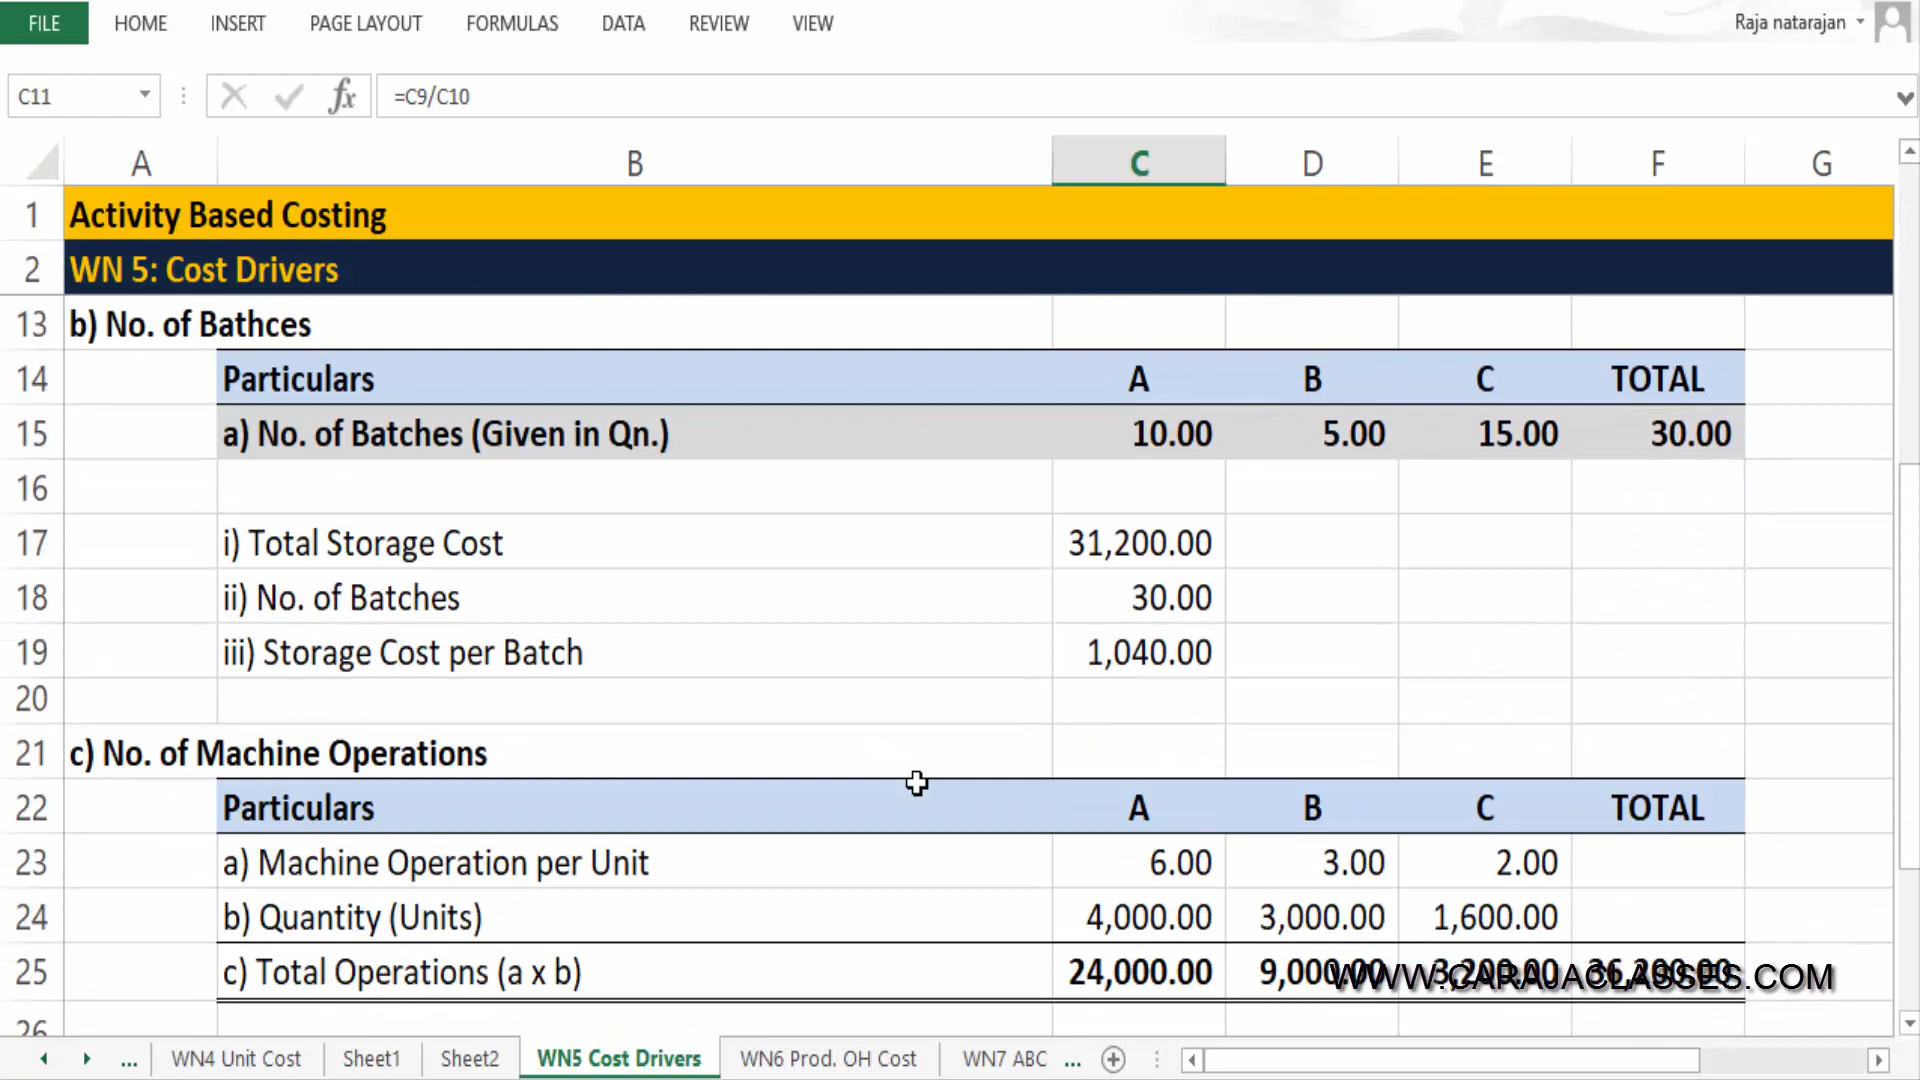 FILE HOME INSERT PAGE LAYOUT FORMULAS DATA REVIEW VIEW Raja natarajan
C11 fx =C9/C10
A B C D E F G
1 Activity Based Costing
2 WN 5: Cost Drivers
13 b) No. of Bathces
14 Particulars A B C TOTAL
15 a) No. of Batches (Given in Qn.) 10.00 5.00 15.00 30.00
16
17 i) Total Storage Cost 31,200.00
18 ii) No. of Batches 30.00
19 iii) Storage Cost per Batch 1,040.00
20
21 c) No. of Machine Operations
22 Particulars A B C TOTAL
23 a) Machine Operation per Unit 6.00 3.00 2.00
24 b) Quantity (Units) 4,000.00 3,000.00 1,600.00
25 c) Total Operations (a x b) 24,000.00 9,000.00 3,200.00 36,200.00
WWW.CARAJACLASSES.COM
26
... WN4 Unit Cost Sheet1 Sheet2 WN5 Cost Drivers WN6 Prod. OH Cost WN7 ABC ...